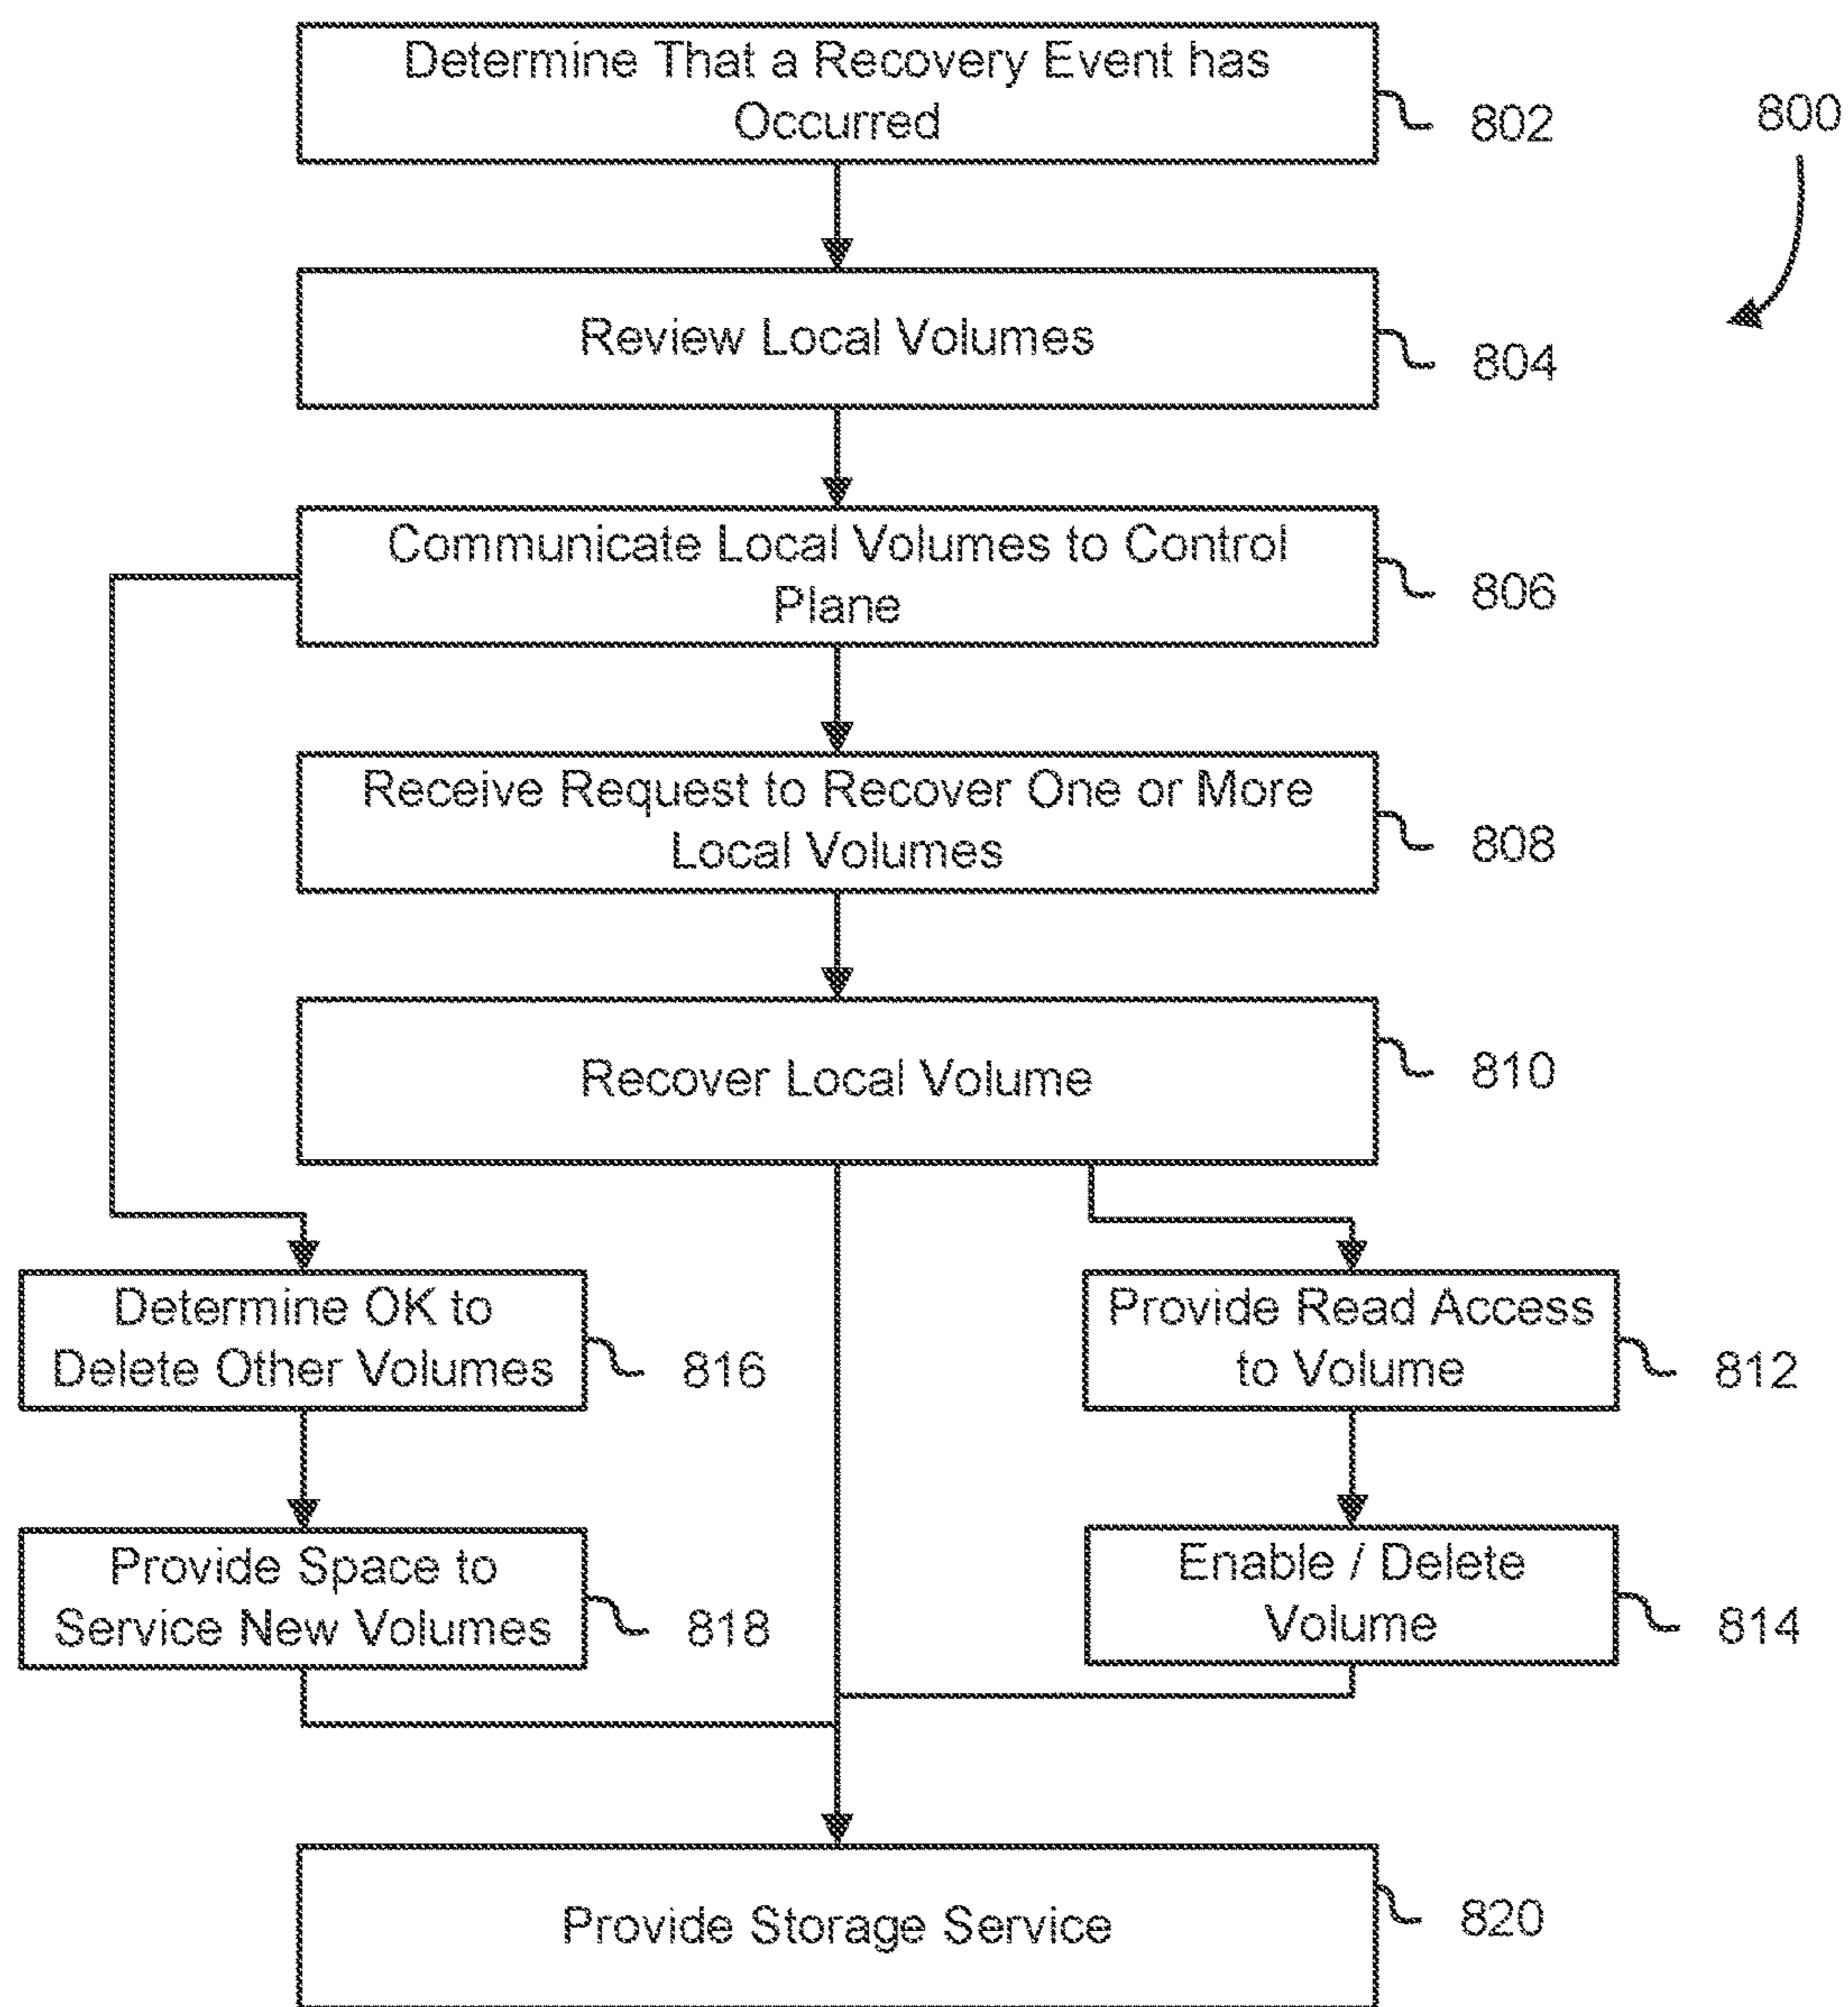 Determine That a Recovery Event has
Occurred
802
800
Review Local Volumes
804
Communicate Local Volumes to Control
Plane
806
Receive Request to Recover One or More
Local Volumes
808
Recover Local Volume
810
Determine OK to
Delete Other Volumes
816
Provide Read Access
to Volume
812
Provide Space to
Service New Volumes
818
Enable / Delete
Volume
814
Provide Storage Service
820